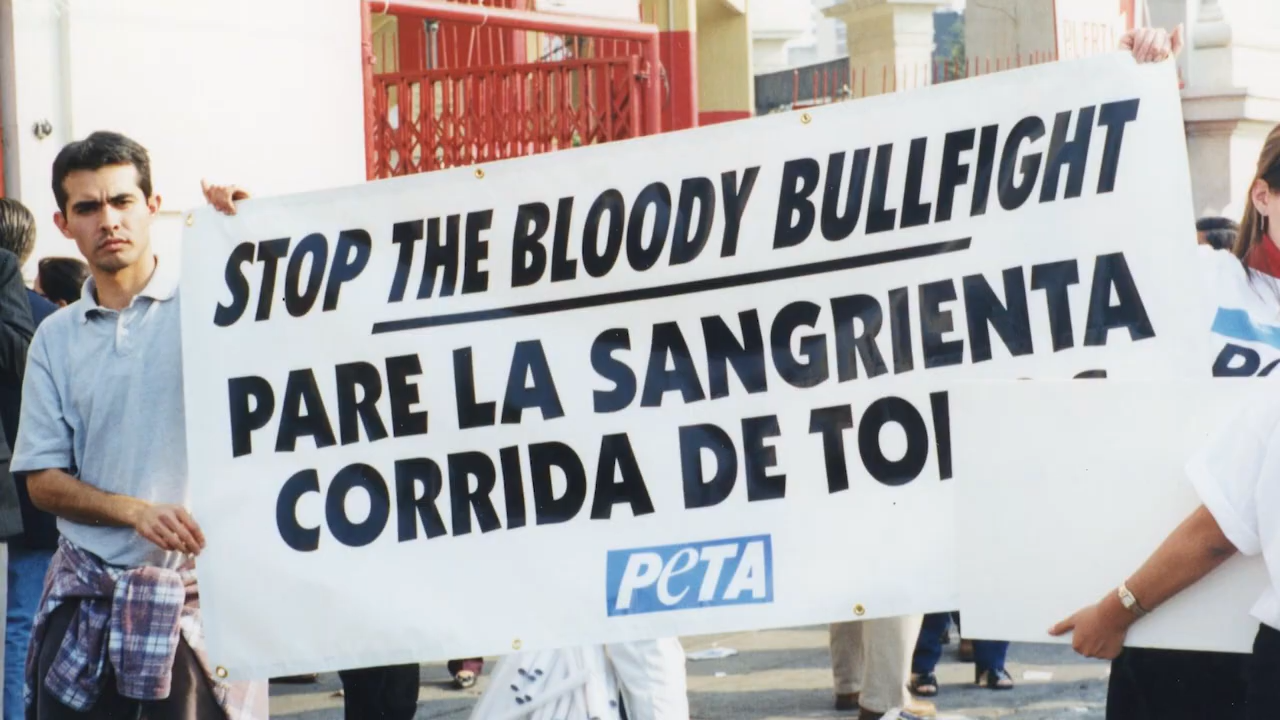 STOP THE BLOODY BULLFIGHT
PARE LA SANGRIENTA
CORRIDA DE
PeTA